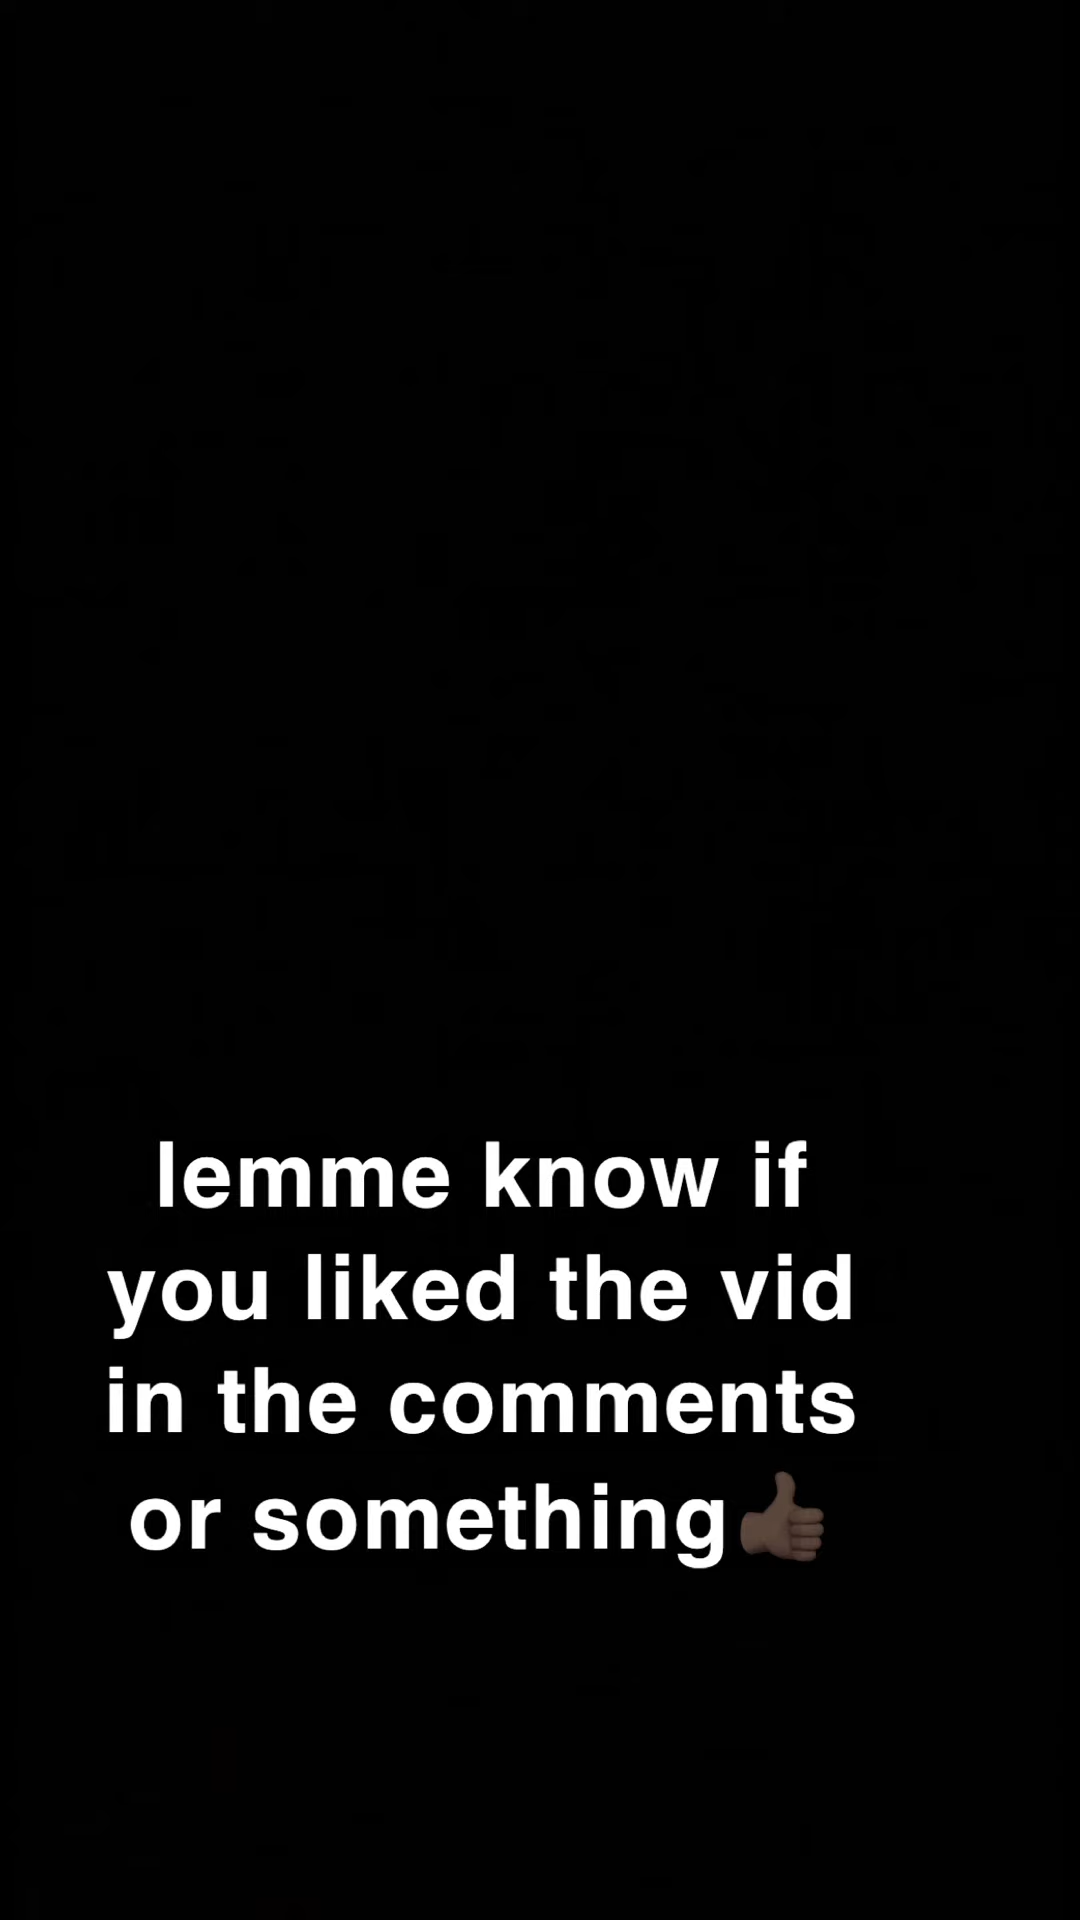 lemme know if
you liked the vid
in the comments
or something👍🏾